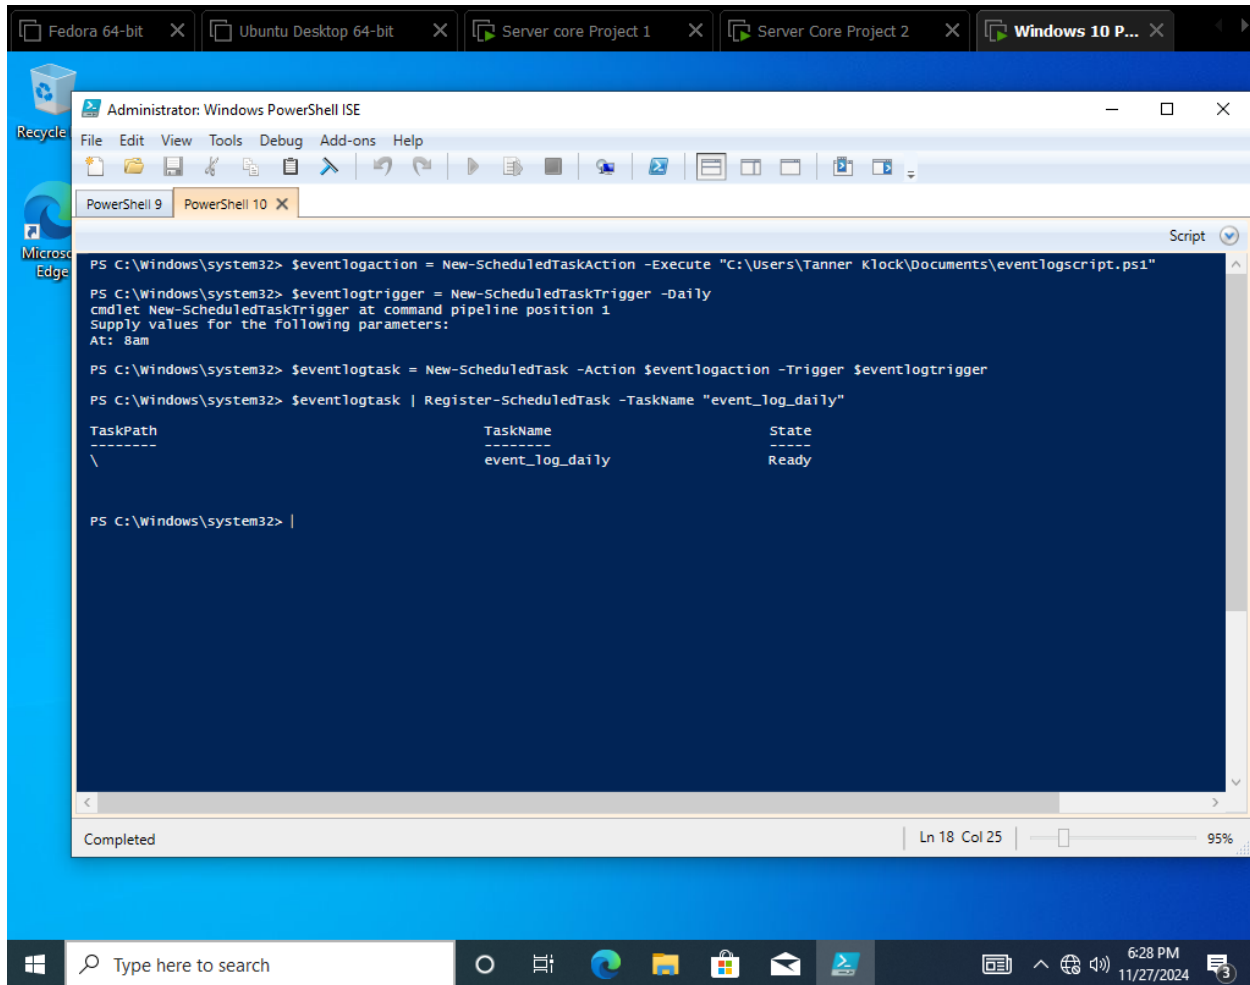 Fedora 64-bit Ubuntu Desktop 64-bit Server core Project 1 Server Core Project 2 Windows 10 P...
Recycle
Administrator: Windows PowerShell ISE
File Edit View Tools Debug Add-ons Help
PowerShell 9 PowerShell 10
Script
Microso
Edge
PS C:\Windows\system32> $eventlogaction = New-ScheduledTaskAction -Execute "C:\Users\Tanner Klock\Documents\eventlogscript.ps1"
PS C:\Windows\system32> $eventlogtrigger = New-ScheduledTaskTrigger -Daily
cmdlet New-ScheduledTaskTrigger at command pipeline position 1
Supply values for the following parameters:
At: 8am
PS C:\Windows\system32> $eventlogtask = New-ScheduledTask -Action $eventlogaction -Trigger $eventlogtrigger
PS C:\Windows\system32> $eventlogtask | Register-ScheduledTask -TaskName "event_log_daily"
TaskPath TaskName State
-------- -------- -----
\ event_log_daily Ready
PS C:\Windows\system32>
Completed Ln 18 Col 25 95%
Type here to search
6:28 PM
11/27/2024
3